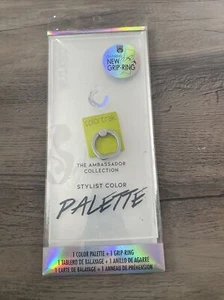 NEW
GRIP-RING
colortrak
THE AMBASSADOR
COLLECTION
STYLIST COLOR
PALETTE
1 COLOR PALETTE + 1 GRIP-RING
1 TABLERO DE BALAYAGE + 1 ANILLO DE AGARRE
1 CARTE DE BALAYAGE + 1 ANNEAU DE PRÉHENSION